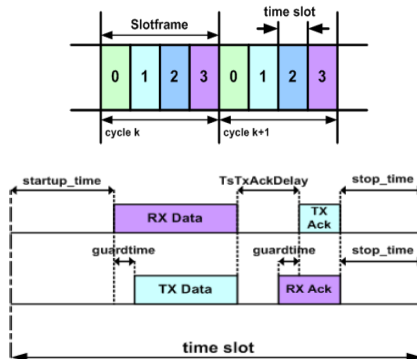 Slotframe
time slot
0 1 2 3 0 1 2 3
cycle k
cycle k+1
startup_time
TsTxAckDelay
stop_time
RX Data
TX Ack
guardtime
guardtime
stop_time
TX Data
RX Ack
time slot